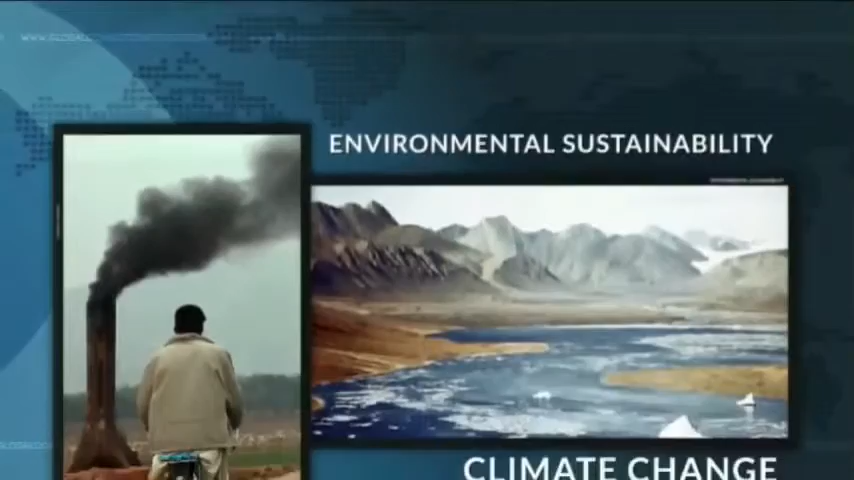 ENVIRONMENTAL SUSTAINABILITY
CLIMATE CHANGE